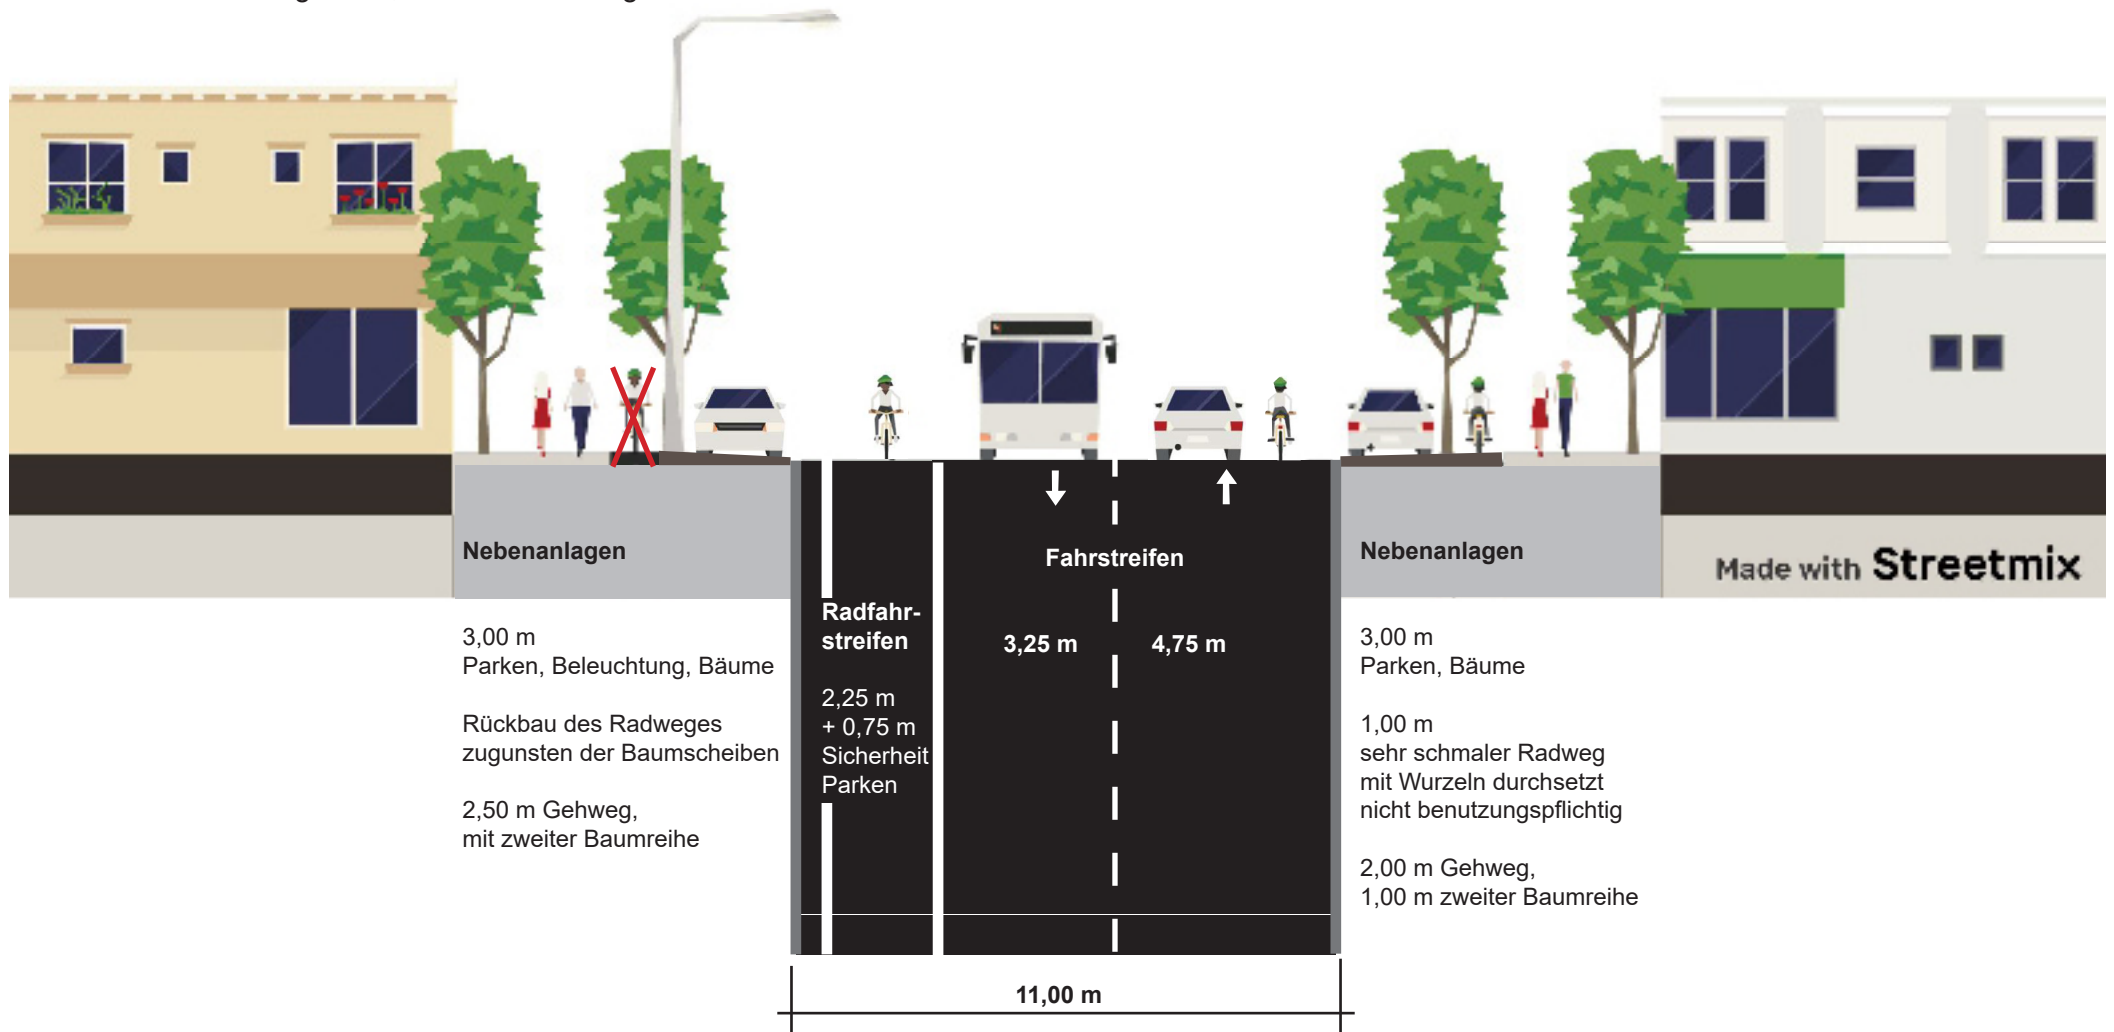 Nebenanlagen
3,00 m
Parken, Beleuchtung, Bäume
Rückbau des Radweges
zugunsten der Baumscheiben
2,50 m Gehweg,
mit zweiter Baumreihe
Radfahr-
streifen
2,25 m
+ 0,75 m
Sicherheit
Parken
Fahrstreifen
3,25 m
4,75 m
11,00 m
Nebenanlagen
3,00 m
Parken, Bäume
1,00 m
sehr schmaler Radweg
mit Wurzeln durchsetzt
nicht benutzungspflichtig
2,00 m Gehweg,
1,00 m zweiter Baumreihe
Made with Streetmix